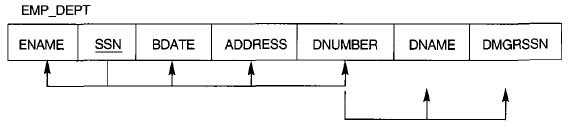 EMP_DEPT
ENAME SSN BDATE ADDRESS DNUMBER DNAME DMGRSSN